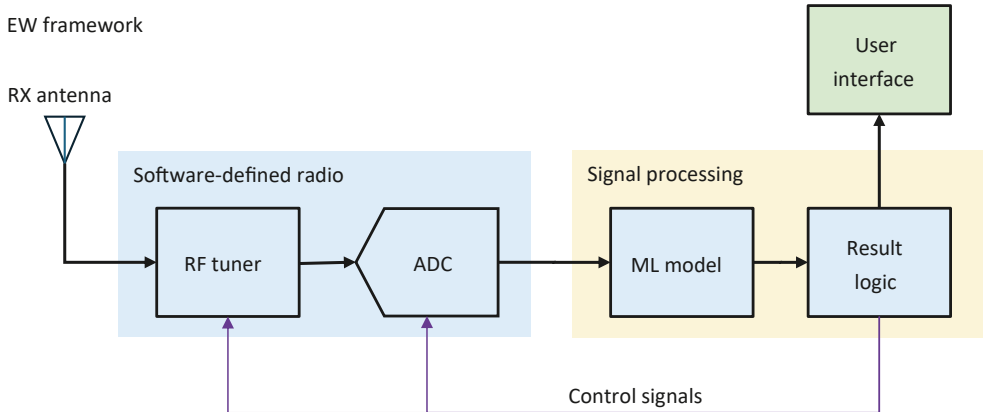 EW framework
User
interface
RX antenna
Software-defined radio
Signal processing
RF tuner
ADC
ML model
Result
logic
Control signals